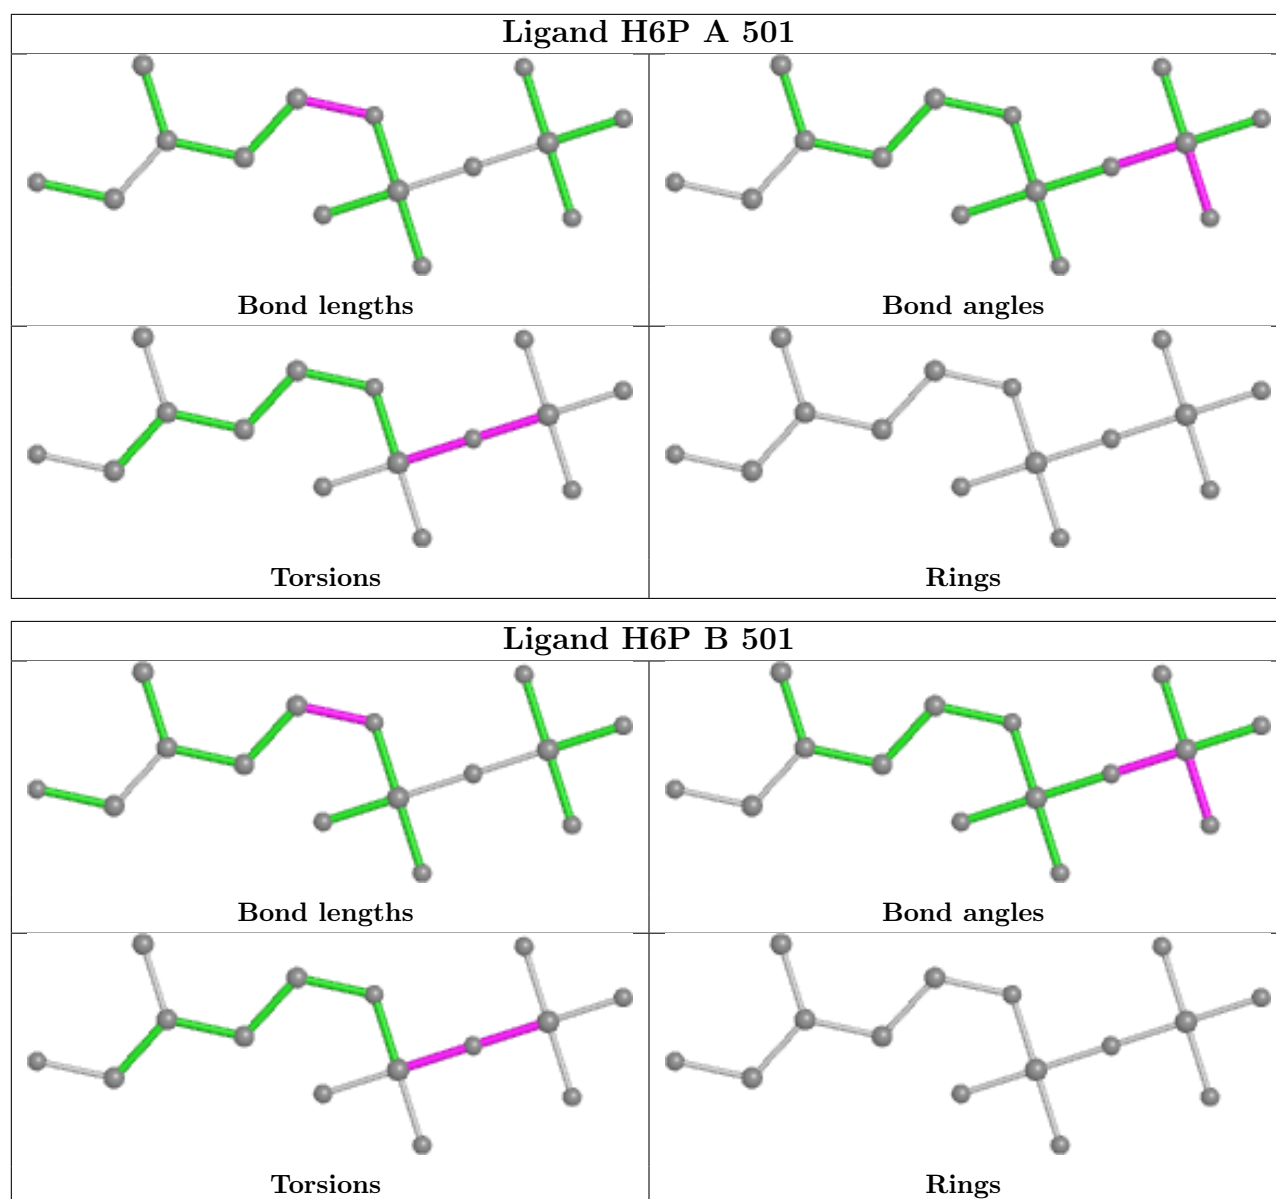 Ligand H6P A 501
Bond lengths
Bond angles
Torsions
Rings
Ligand H6P B 501
Bond lengths
Bond angles
Torsions
Rings